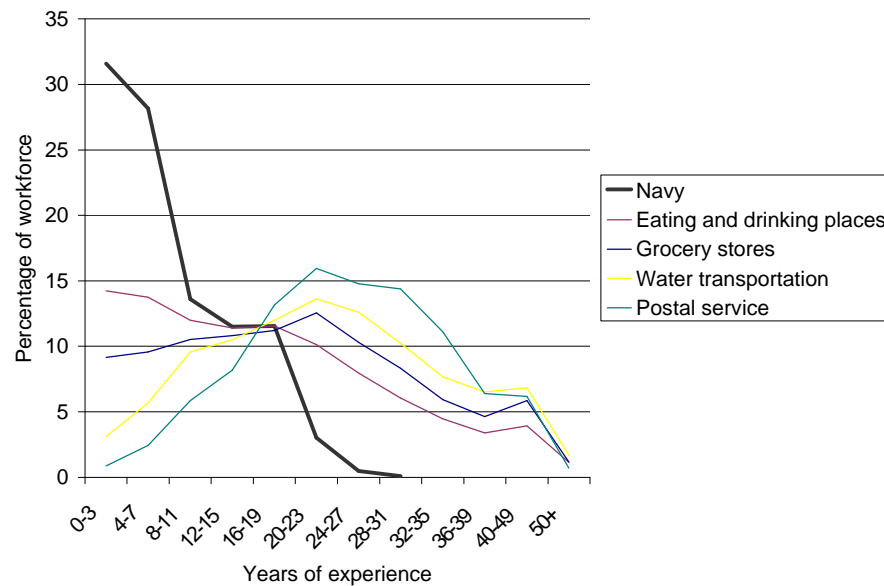 35
30
25
20
15
10
5
0
Percentage of workforce
0-3
4-7
8-11
12-15
16-19
20-23
24-27
28-31
32-35
36-39
40-49
50+
Years of experience
Navy
Eating and drinking places
Grocery stores
Water transportation
Postal service